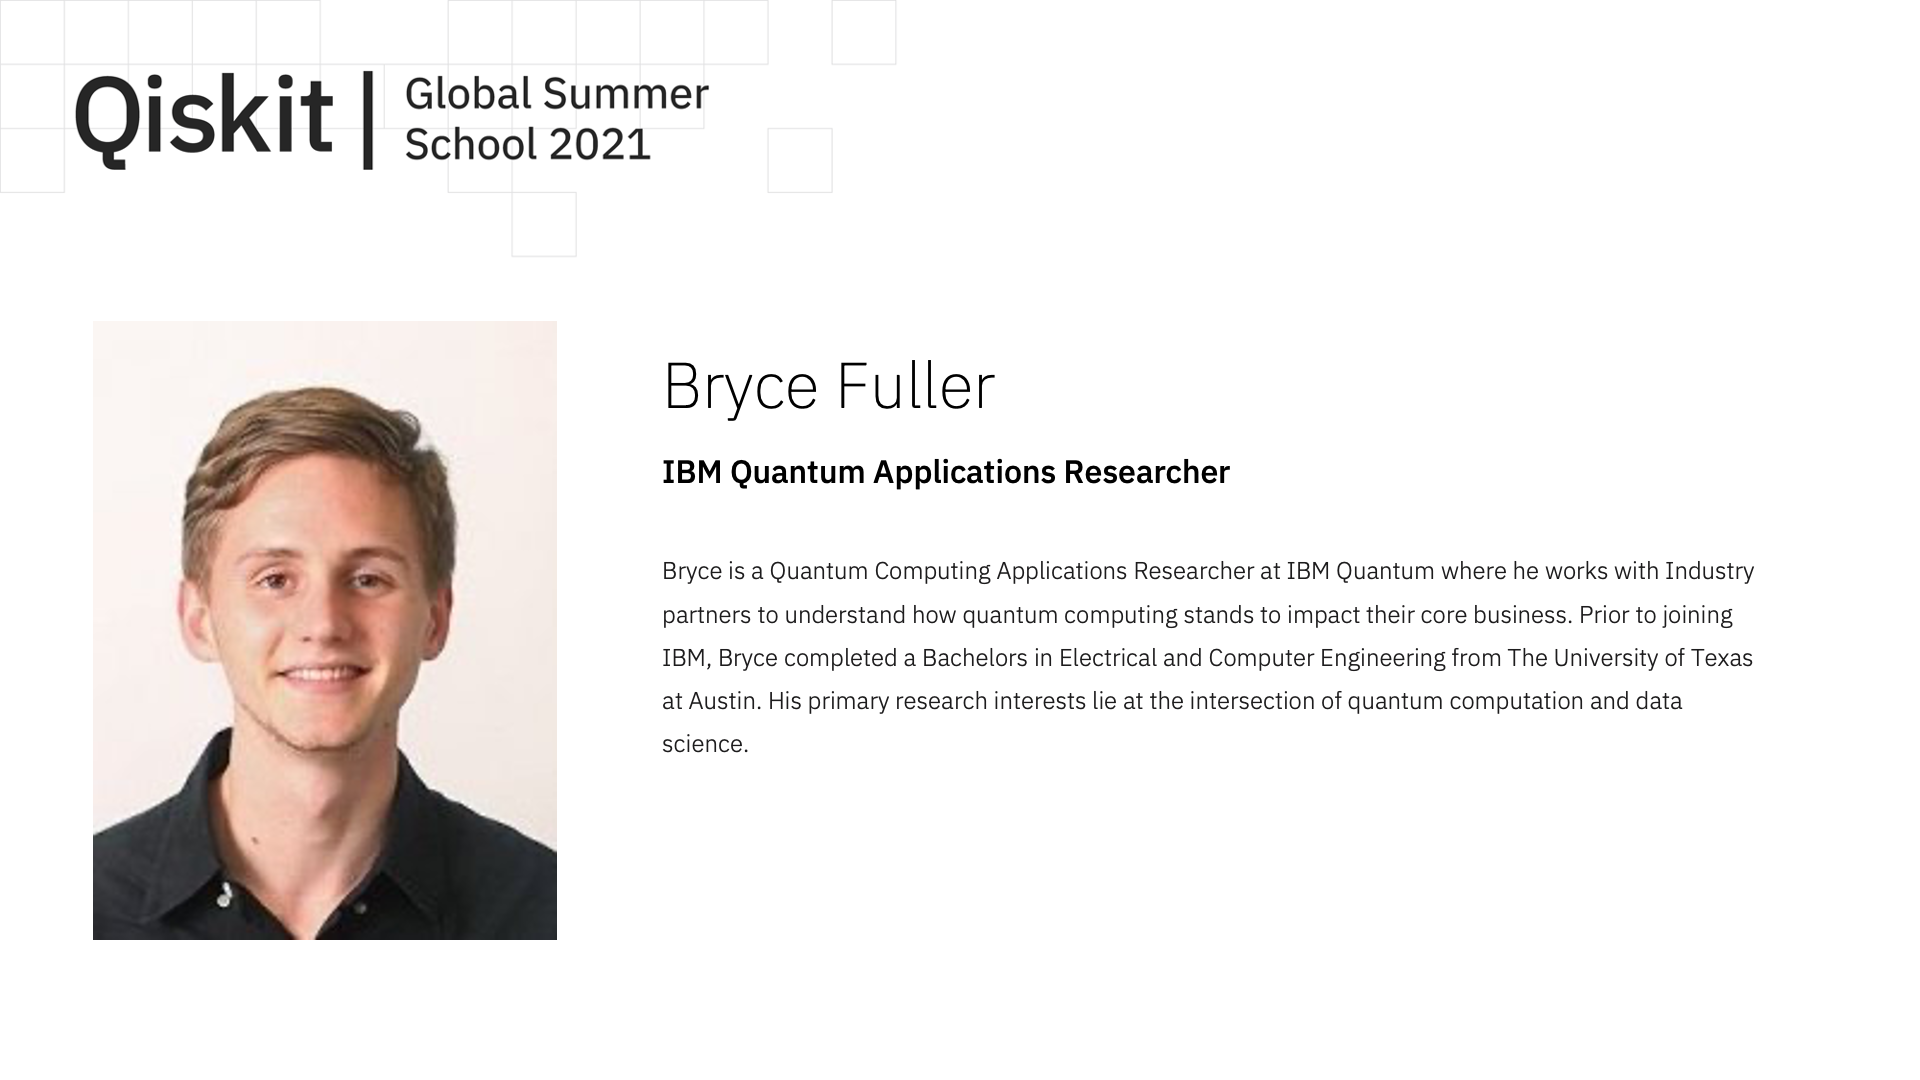 Qiskit | Global Summer
School 2021
Bryce Fuller
IBM Quantum Applications Researcher
Bryce is a Quantum Computing Applications Researcher at IBM Quantum where he works with Industry
partners to understand how quantum computing stands to impact their core business. Prior to joining
IBM, Bryce completed a Bachelors in Electrical and Computer Engineering from The University of Texas
at Austin. His primary research interests lie at the intersection of quantum computation and data
science.